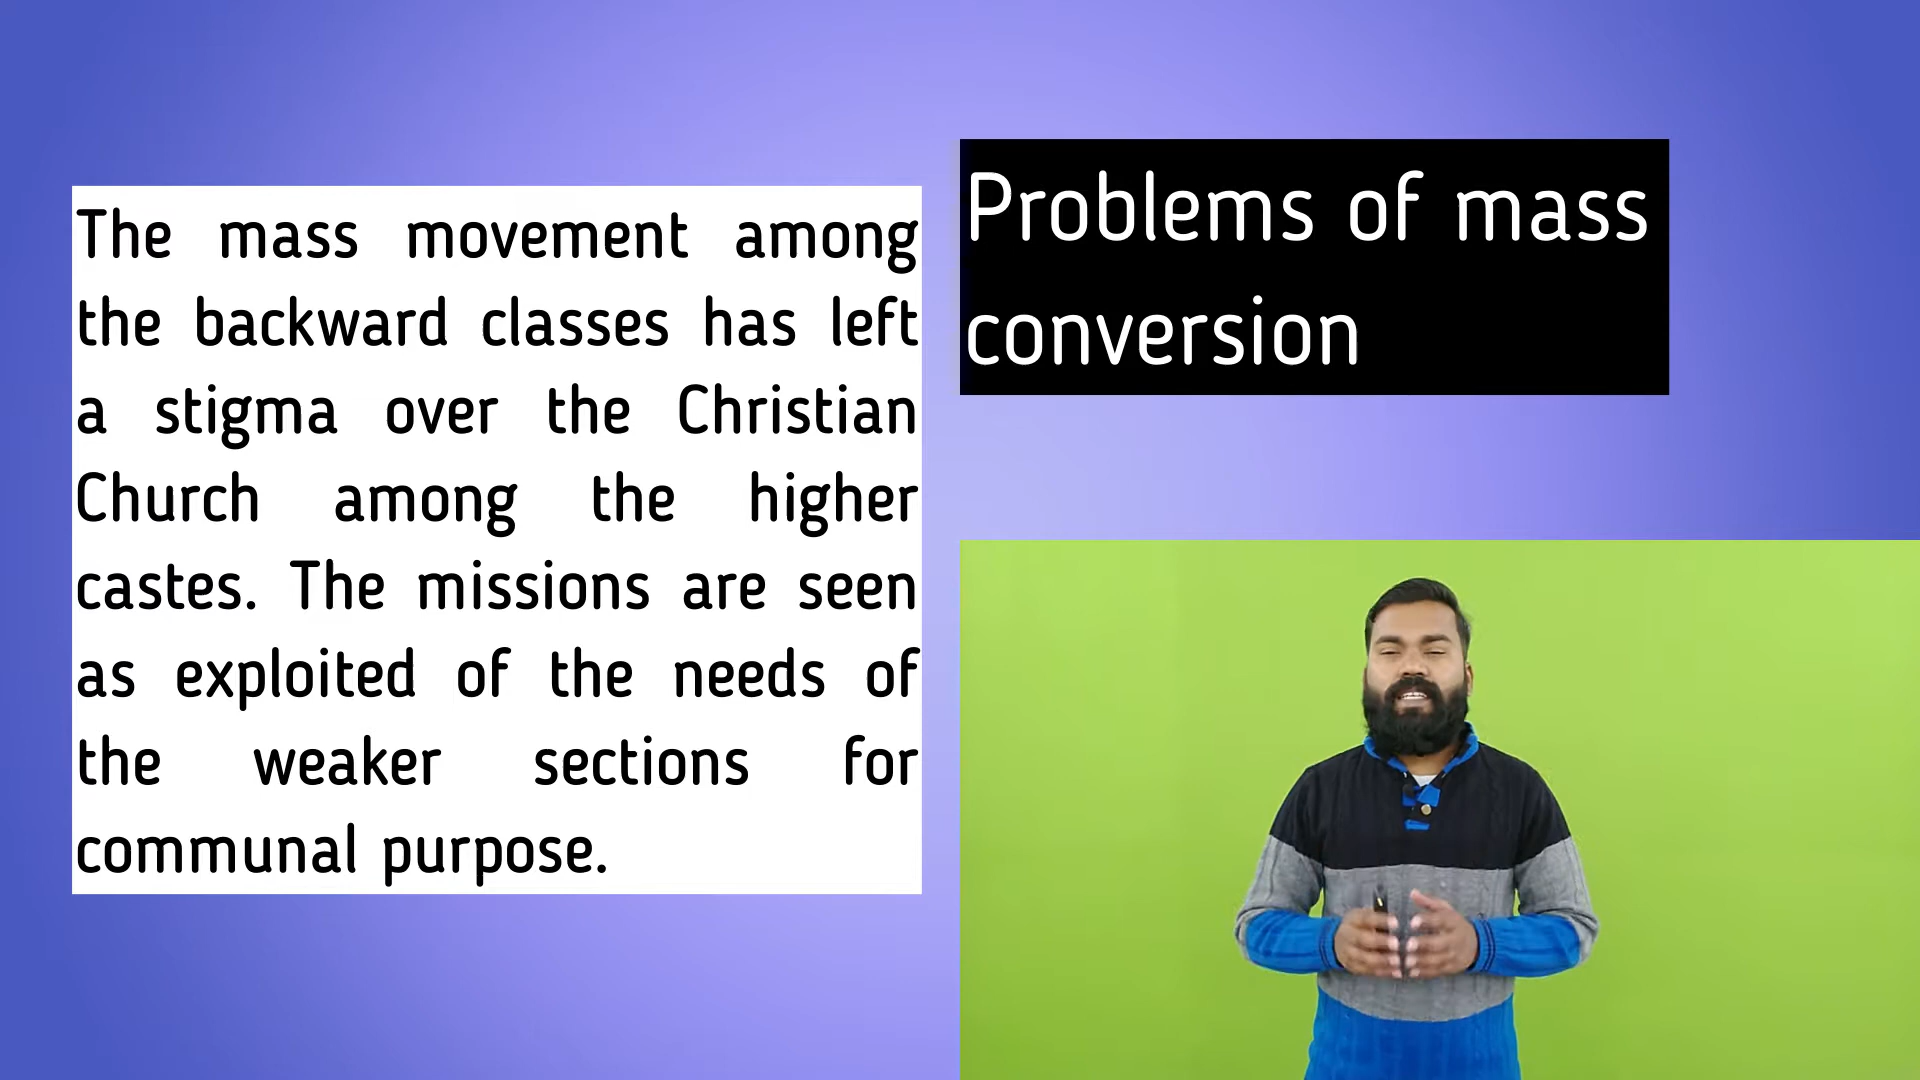 The mass movement among
the backward classes has left
a stigma over the Christian
Church among the higher
castes. The missions are seen
as exploited of the needs of
the weaker sections for
communal purpose.
Problems of mass
conversion